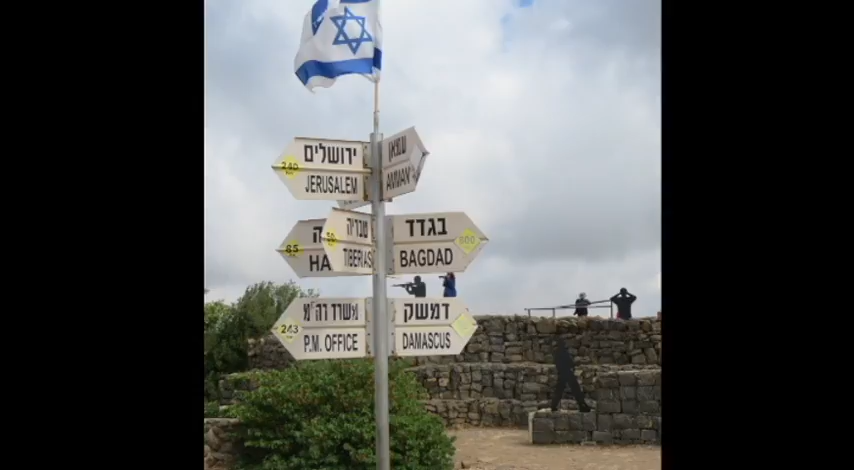 ירושלים
240
JERUSALEM
עמאן
AMMAN
טבריה
50
TIBERIAS
85
HA
בגדד
800
BAGDAD
משרד רה"מ
243
P.M. OFFICE
דמשק
DAMASCUS